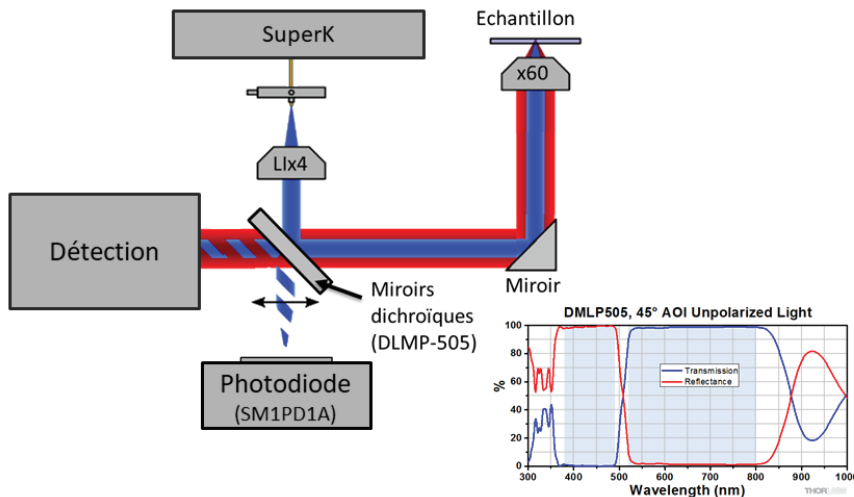 SuperK
Echantillon
x60
LIx4
Détection
Miroir
Miroirs
dichroïques
(DLMP-505)
Photodiode
(SM1PD1A)
DMLP505, 45° AOI Unpolarized Light
100
80
60
40
20
0
%
Transmission
Reflectance
300 400 500 600 700 800 900 1000
Wavelength (nm)
THORLABS